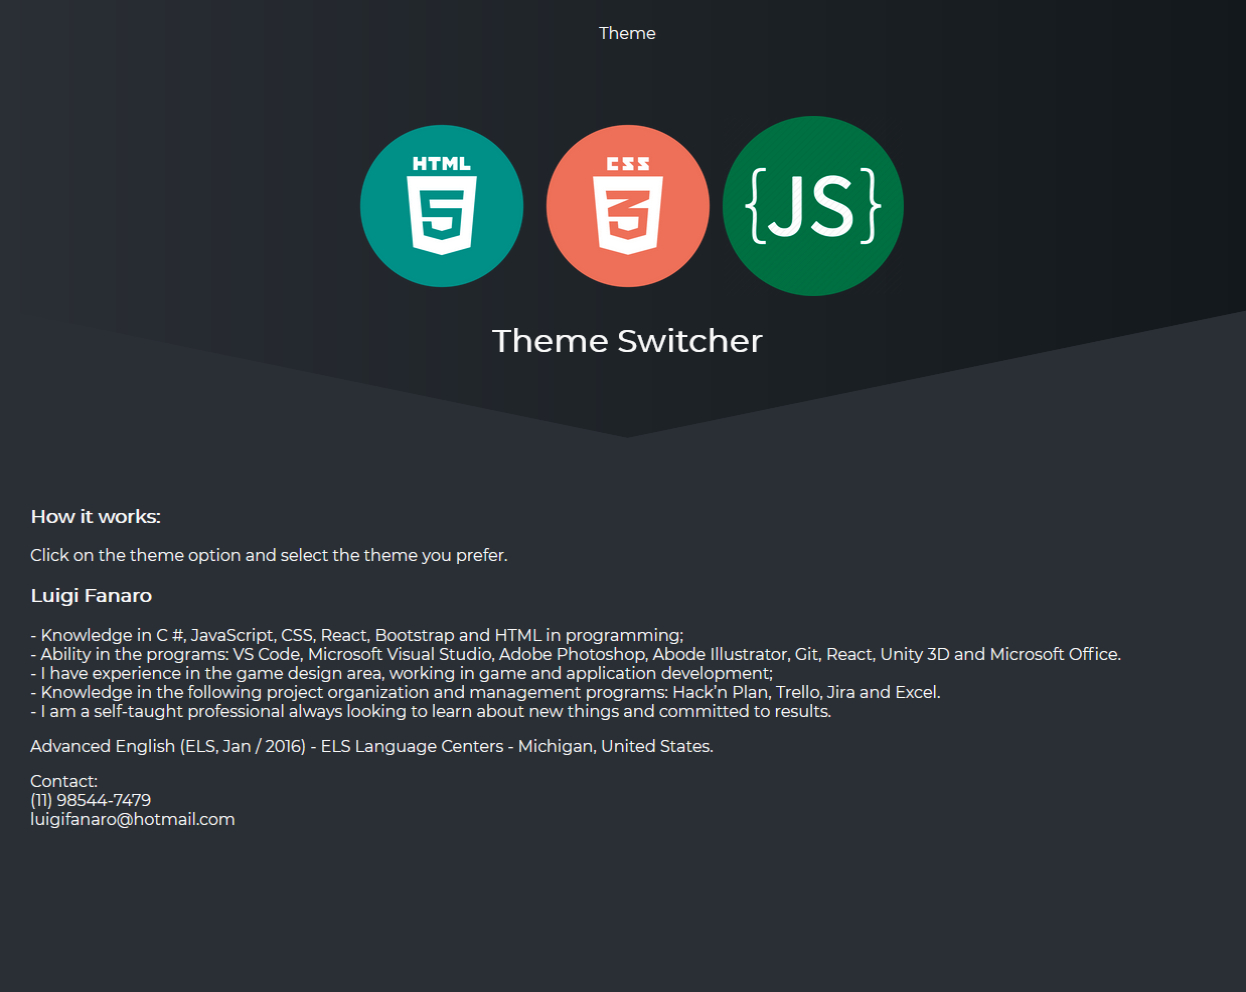 Theme
HTML
5
CSS
3
{JS}
Theme Switcher
How it works:
Click on the theme option and select the theme you prefer.
Luigi Fanaro
- Knowledge in C #, JavaScript, CSS, React, Bootstrap and HTML in programming;
- Ability in the programs: VS Code, Microsoft Visual Studio, Adobe Photoshop, Abode Illustrator, Git, React, Unity 3D and Microsoft Office.
- I have experience in the game design area, working in game and application development;
- Knowledge in the following project organization and management programs: Hack’n Plan, Trello, Jira and Excel.
- I am a self-taught professional always looking to learn about new things and committed to results.
Advanced English (ELS, Jan / 2016) - ELS Language Centers - Michigan, United States.
Contact:
(11) 98544-7479
luigifanaro@hotmail.com